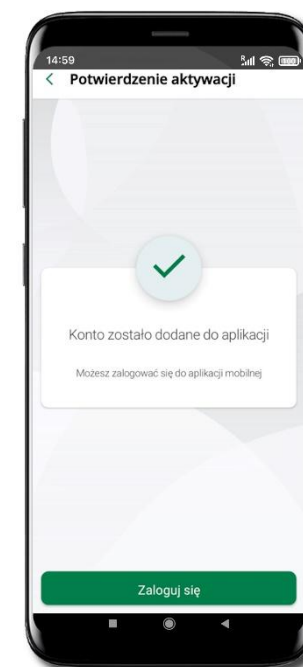 14:59
Potwierdzenie aktywacji
Konto zostało dodane do aplikacji
Możesz zalogować się do aplikacji mobilnej
Zaloguj się